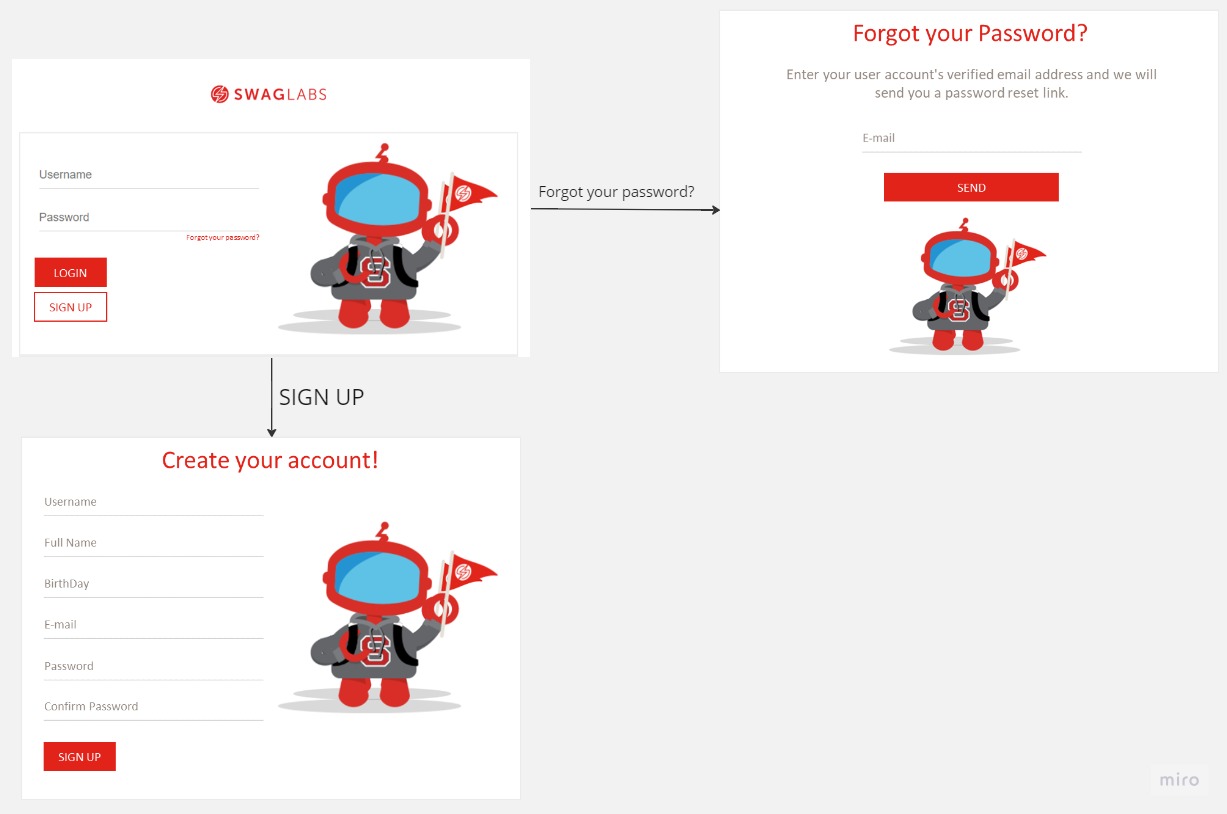 SWAGLABS
Username
Password
Forgot your password?
LOGIN
SIGN UP
Forgot your password?
Forgot your Password?
Enter your user account's verified email address and we will
send you a password reset link.
E-mail
SEND
S
SIGN UP
Create your account!
Username
Full Name
BirthDay
E-mail
Password
Confirm Password
SIGN UP
S
S
miro